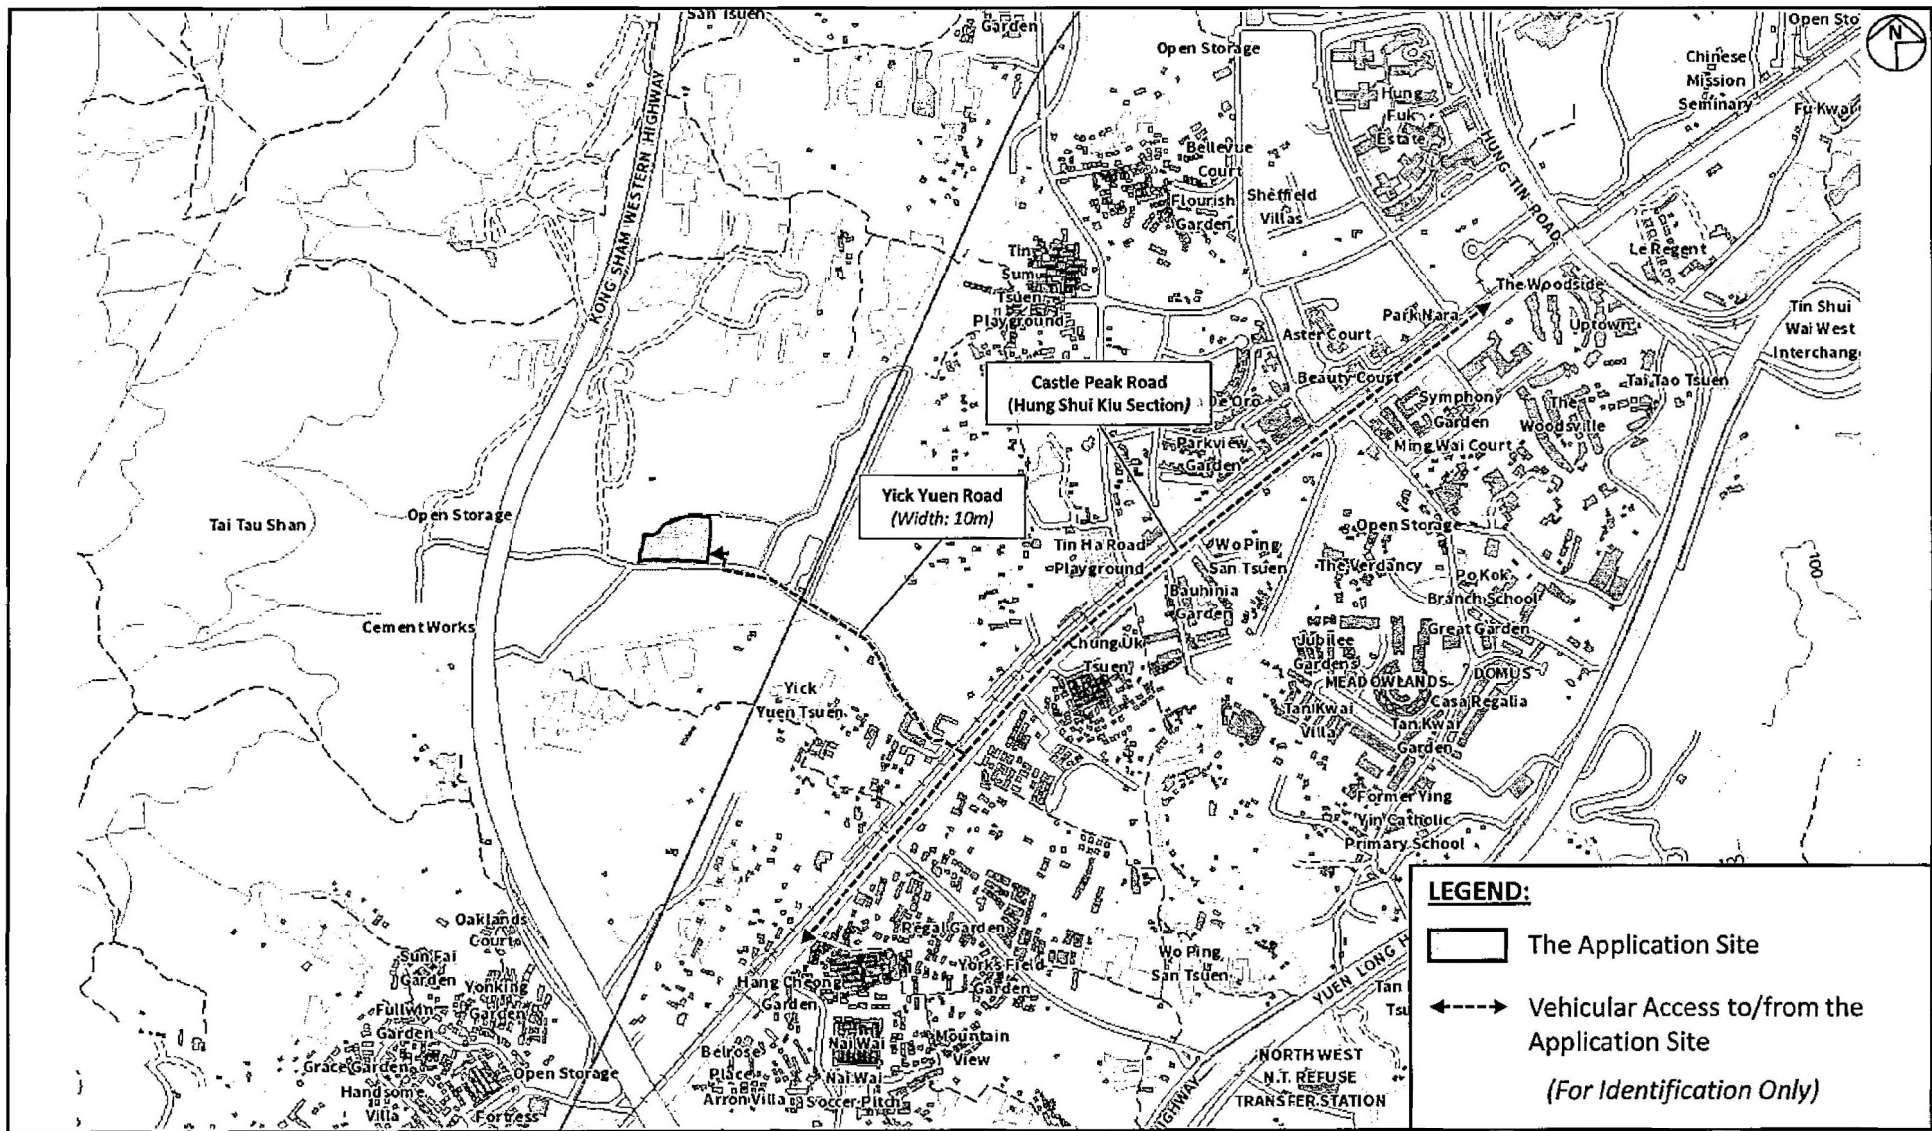 San Tsuen
Garden
Open Storage
Open Sto
N
Chinese
Mission
Seminary
Fu Kwai
Hung
Fuk
Estate
HUNG TIN ROAD
KONG SHAM WESTERN HIGHWAY
Bellevue
Court
Flourish
Garden
Sheffield
Villas
Le Regent
Tin
Sum
Tsuen
Playground
The Woodside
Uptown
Tin Shui
Wai West
Interchang
Park Nara
Aster Court
Beauty Court
Tai Tao Tsuen
Castle Peak Road
(Hung Shui Kiu Section)
De Oro
Symphony
Garden
The
Woodsville
Parkview
Garden
Ming Wai Court
Yick Yuen Road
(Width: 10m)
Tai Tau Shan
Open Storage
Open Storage
Tin Ha Road
Playground
Wo Ping
San Tsuen
The Verdancy
100
Po Kok
Branch School
Bauhinia
Garden
Cement Works
Great Garden
Chung Uk
Tsuen
Jubilee
Gardens
MEADOWLANDS
DOMUS
Casa Regalia
Yick
Yuen Tsuen
Tan Kwai
Villa
Tan Kwai
Garden
Former Ying
Yin Catholic
Primary School
Oaklands
Court
Sun Fai
Garden
Yonking
Garden
Regal Garden
Yorks Field
Garden
Wo Ping
San Tsuen
Hang Cheong
Garden
YUEN LONG H
HIGHWAY
Tan
Tsu
Fullwin
Garden
Nai Wai
Mountain
View
Grace Garden
Open Storage
Belrose
Place
Nai Wai
Soccer Pitch
Arron Villa
Handsome
Villa
Fortress
NORTH WEST
N.T. REFUSE
TRANSFER STATION
LEGEND:
The Application Site
Vehicular Access to/from the
Application Site
(For Identification Only)